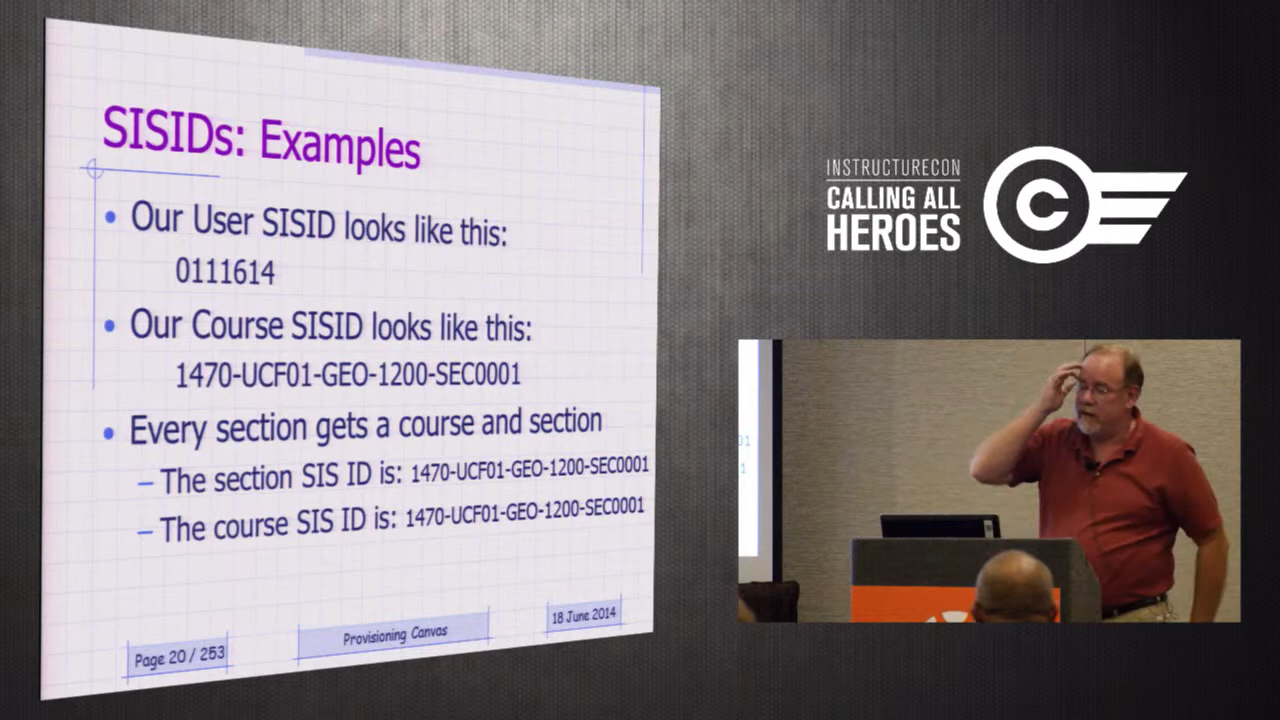 SISIDs: Examples
• Our User SISID looks like this:
0111614
• Our Course SISID looks like this:
1470-UCF01-GEO-1200-SEC0001
• Every section gets a course and section
– The section SIS ID is: 1470-UCF01-GEO-1200-SEC0001
– The course SIS ID is: 1470-UCF01-GEO-1200-SEC0001
Page 20 / 253
Provisioning Canvas
18 June 2014
INSTRUCTURECON
CALLING ALL
HEROES
C